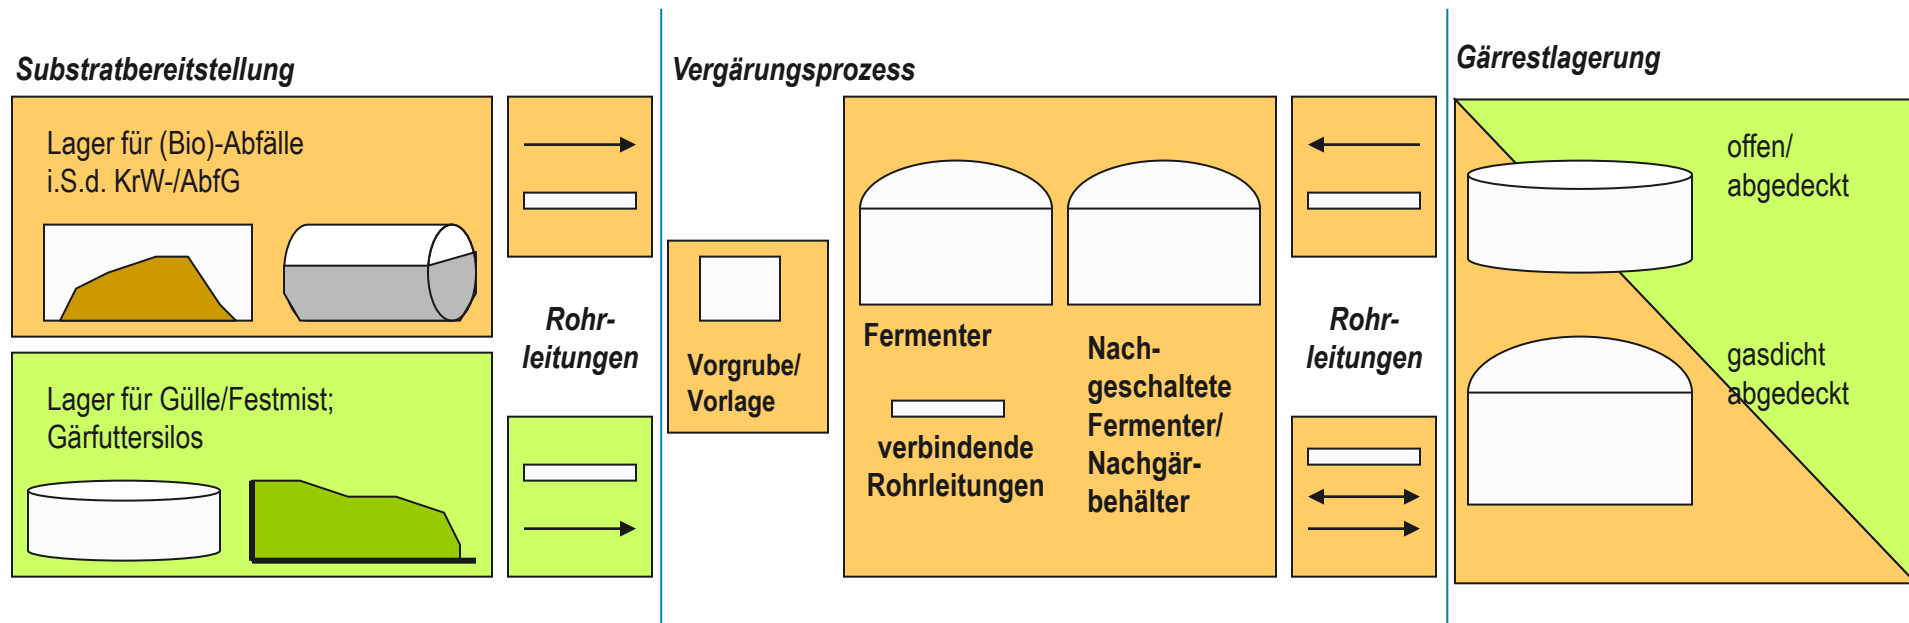 Substratbereitstellung
Lager für (Bio)-Abfälle
i.S.d. KrW-/AbfG
Lager für Gülle/Festmist;
Gärfuttersilos
Rohr-
leitungen
Vergärungsprozess
Vorgrube/
Vorlage
Fermenter
verbindende
Rohrleitungen
Nach-
geschaltete
Fermenter/
Nachgär-
behälter
Rohr-
leitungen
Gärrestlagerung
offen/
abgedeckt
gasdicht
abgedeckt